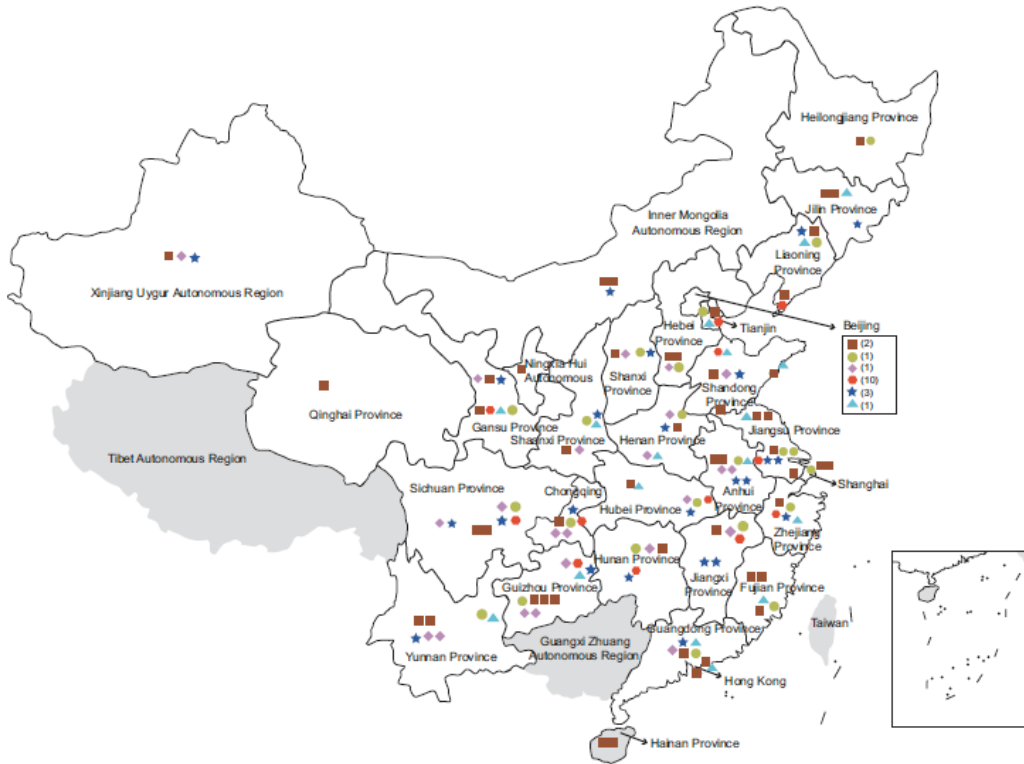 Heilongjiang Province
Jilin Province
Inner Mongolia
Autonomous Region
Liaoning
Province
Xinjiang Uygur Autonomous Region
Beijing
Hebei
Province
Tianjin
(2)
(1)
(1)
(10)
(3)
(1)
Ningxia Hui
Autonomous
Shanxi
Province
Shandong
Province
Qinghai Province
Gansu Province
Shaanxi Province
Henan Province
Jiangsu Province
Tibet Autonomous Region
Sichuan Province
Chongqing
Hubei Province
Anhui
Province
Shanghai
Zhejiang
Province
Hunan Province
Jiangxi
Province
Guizhou Province
Fujian Province
Taiwan
Guangdong Province
Guangxi Zhuang
Autonomous Region
Yunnan Province
Hong Kong
Hainan Province